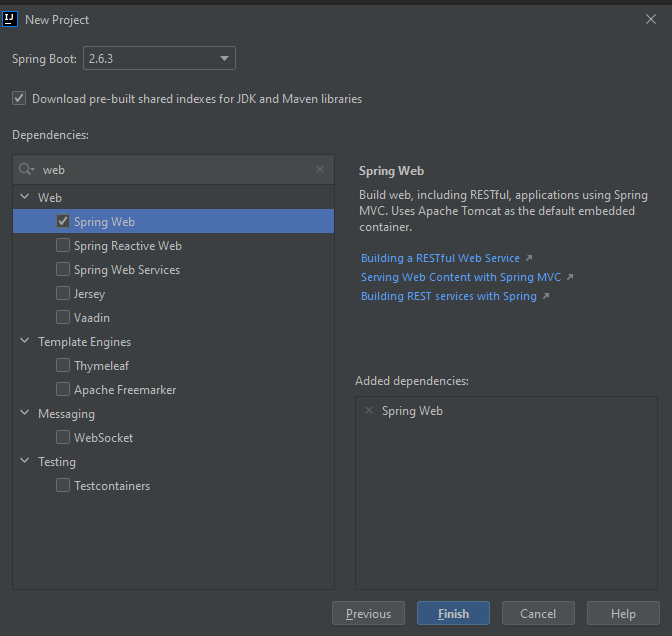 IJ New Project
Spring Boot: 2.6.3
Download pre-built shared indexes for JDK and Maven libraries
Dependencies:
web
Web
Spring Web
Spring Reactive Web
Spring Web Services
Jersey
Vaadin
Template Engines
Thymeleaf
Apache Freemarker
Messaging
WebSocket
Testing
Testcontainers
Spring Web
Build web, including RESTful, applications using Spring
MVC. Uses Apache Tomcat as the default embedded
container.
Building a RESTful Web Service
Serving Web Content with Spring MVC
Building REST services with Spring
Added dependencies:
Spring Web
Previous
Finish
Cancel
Help